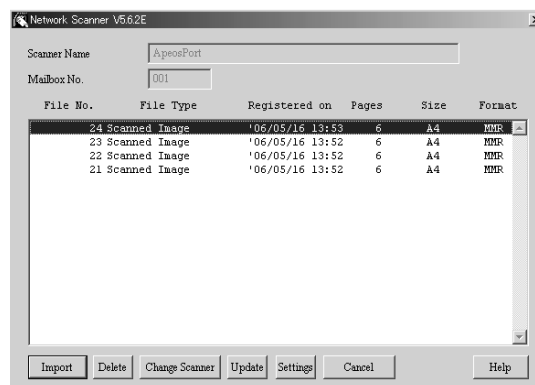 Network Scanner V5.6.2E
Scanner Name ApeosPort
Mailbox No. 001
File No. File Type Registered on Pages Size Format
24 Scanned Image '06/05/16 13:53 6 A4 MMR
23 Scanned Image '06/05/16 13:52 6 A4 MMR
22 Scanned Image '06/05/16 13:52 6 A4 MMR
21 Scanned Image '06/05/16 13:52 6 A4 MMR
Import Delete Change Scanner Update Settings Cancel Help